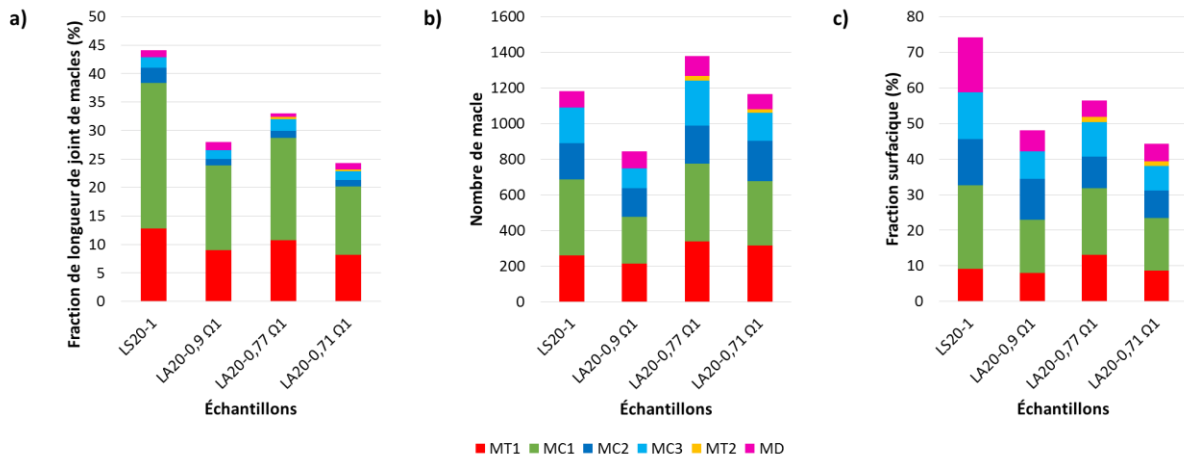 a)
Fraction de longueur de joint de macles (%)
50
45
40
35
30
25
20
15
10
5
0
LS20-1
LA20-0,9 Ω1
LA20-0,77 Ω1
LA20-0,71 Ω1
Échantillons
b)
Nombre de macle
1600
1400
1200
1000
800
600
400
200
0
LS20-1
LA20-0,9 Ω1
LA20-0,77 Ω1
LA20-0,71 Ω1
Échantillons
c)
Fraction surfacique (%)
80
70
60
50
40
30
20
10
0
LS20-1
LA20-0,9 Ω1
LA20-0,77 Ω1
LA20-0,71 Ω1
Échantillons
MT1 MC1 MC2 MC3 MT2 MD